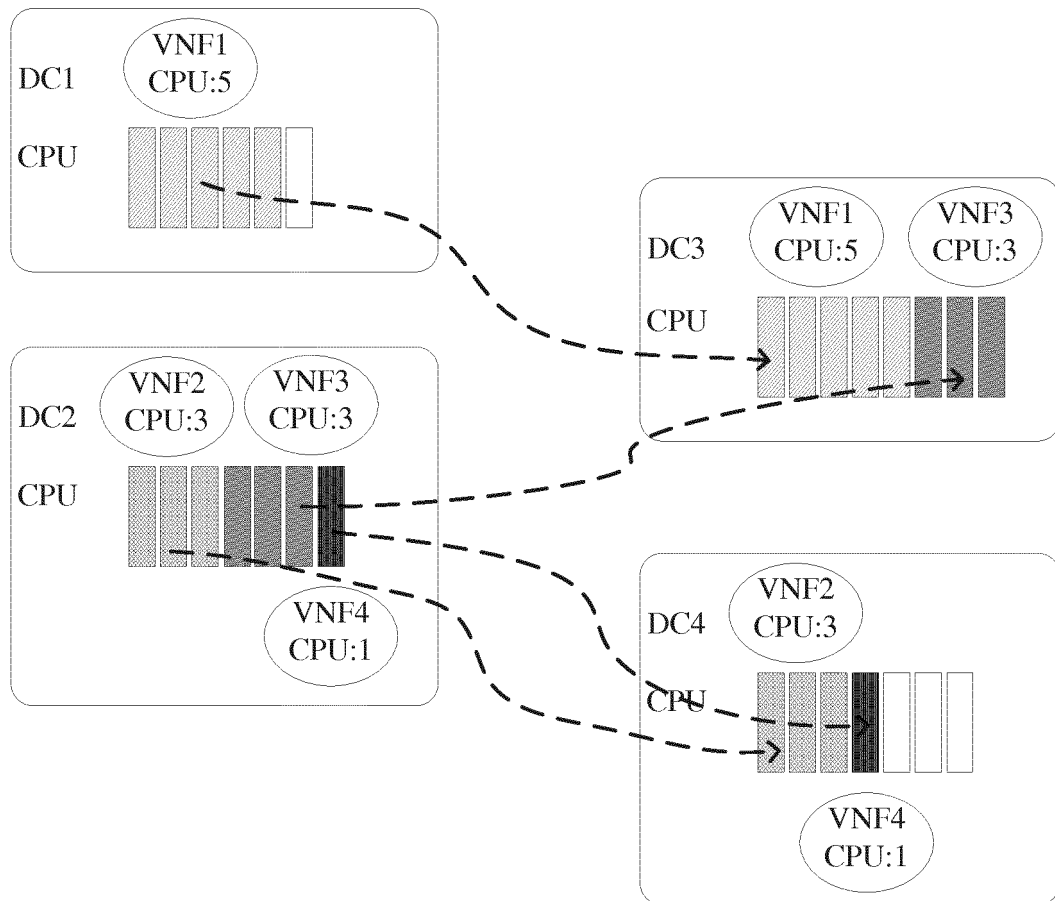 VNF1
CPU:5
DC1
CPU
VNF1
CPU:5
VNF3
CPU:3
DC3
CPU
VNF2
CPU:3
VNF3
CPU:3
DC2
CPU
VNF4
CPU:1
VNF2
CPU:3
DC4
CPU
VNF4
CPU:1